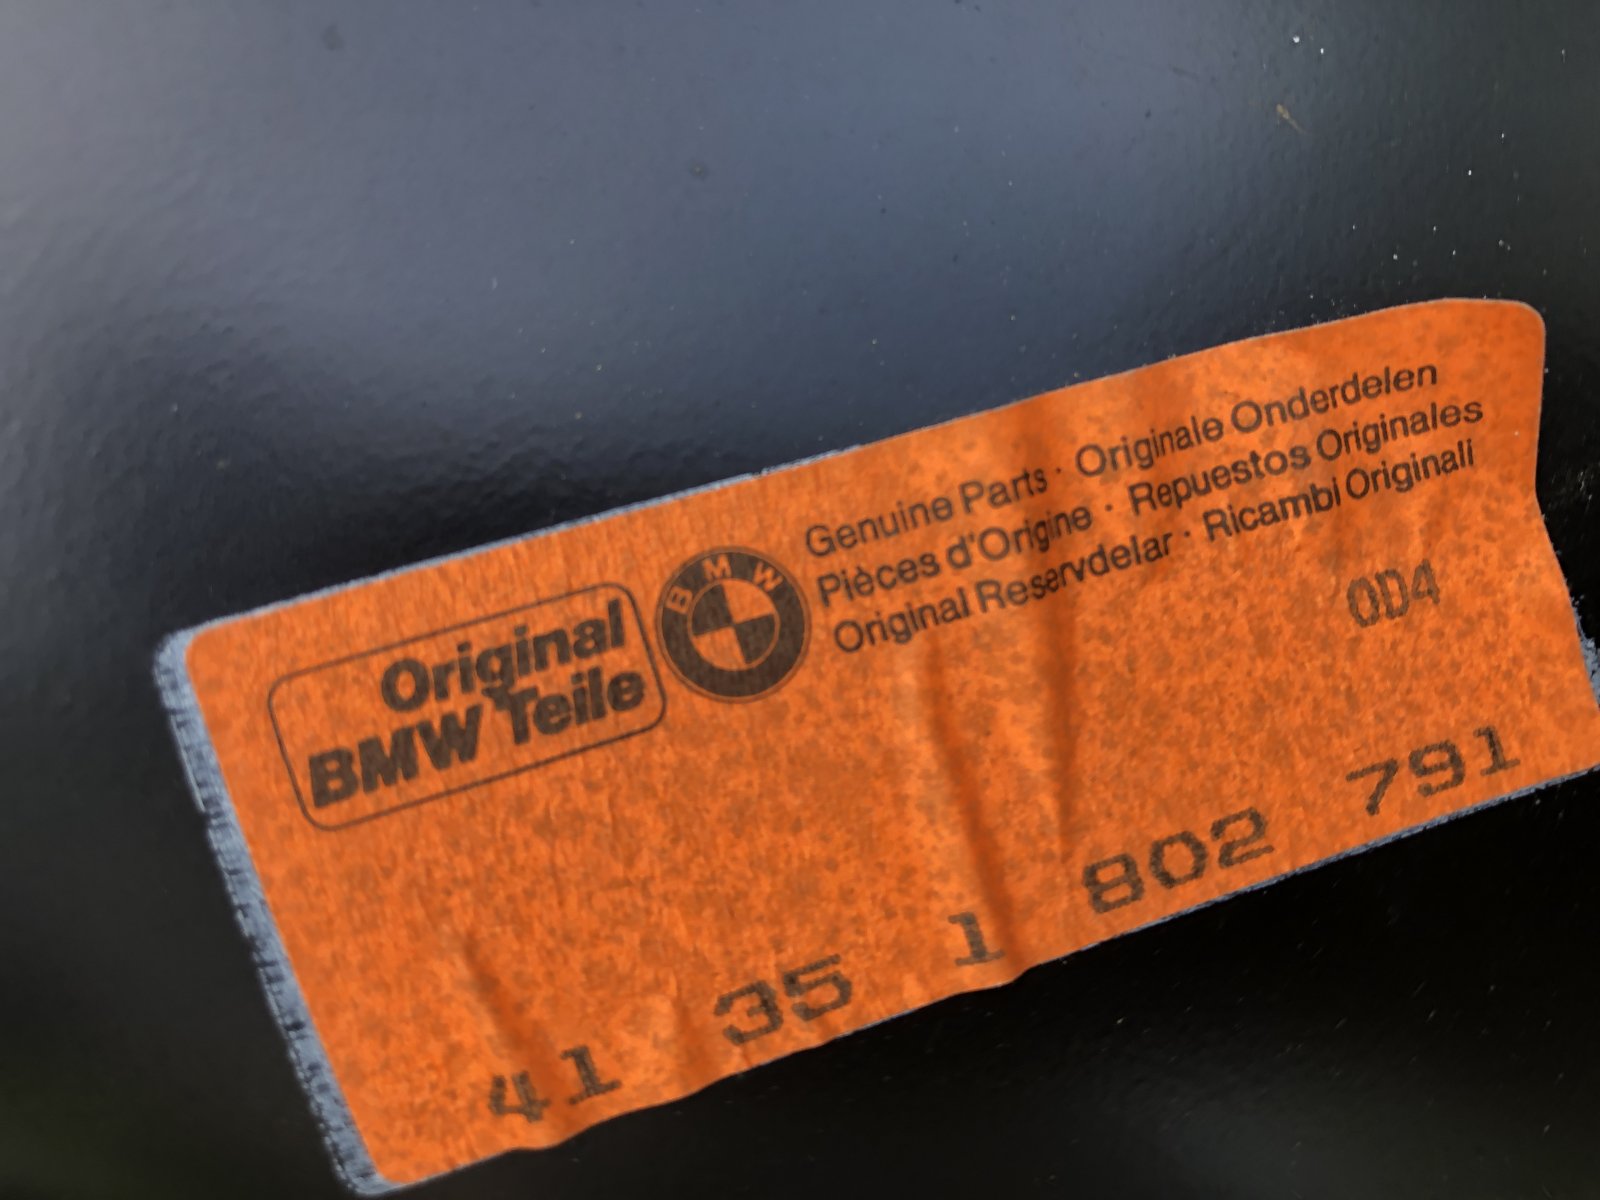 Original
BMW Teile
BMW
Genuine Parts · Originale Onderdelen
Pièces d'Origine · Repuestos Originales
Original Reservdelar · Ricambi Originali
0D4
41 35 1 802 791